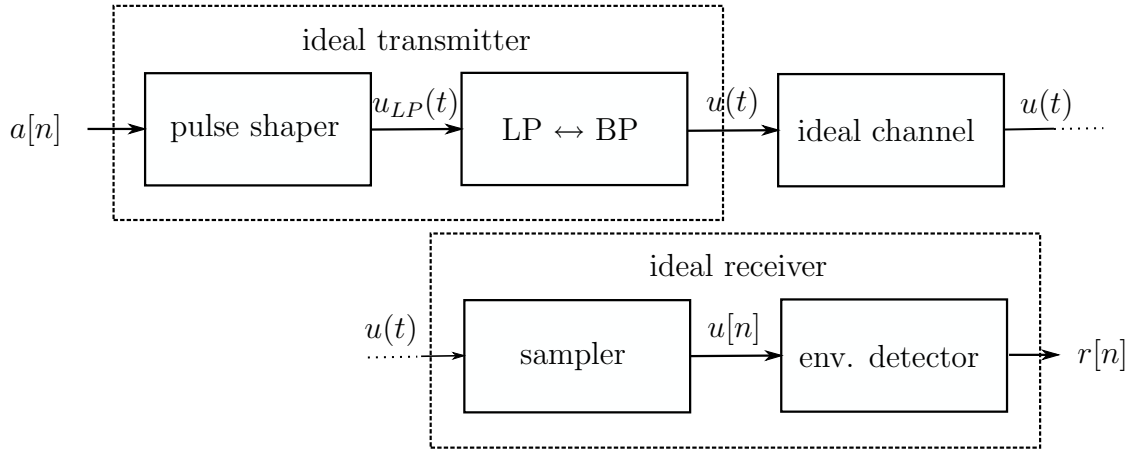 ideal transmitter
a[n] pulse shaper u_{LP}(t) LP ↔ BP u(t) ideal channel u(t)
ideal receiver
u(t) sampler u[n] env. detector r[n]